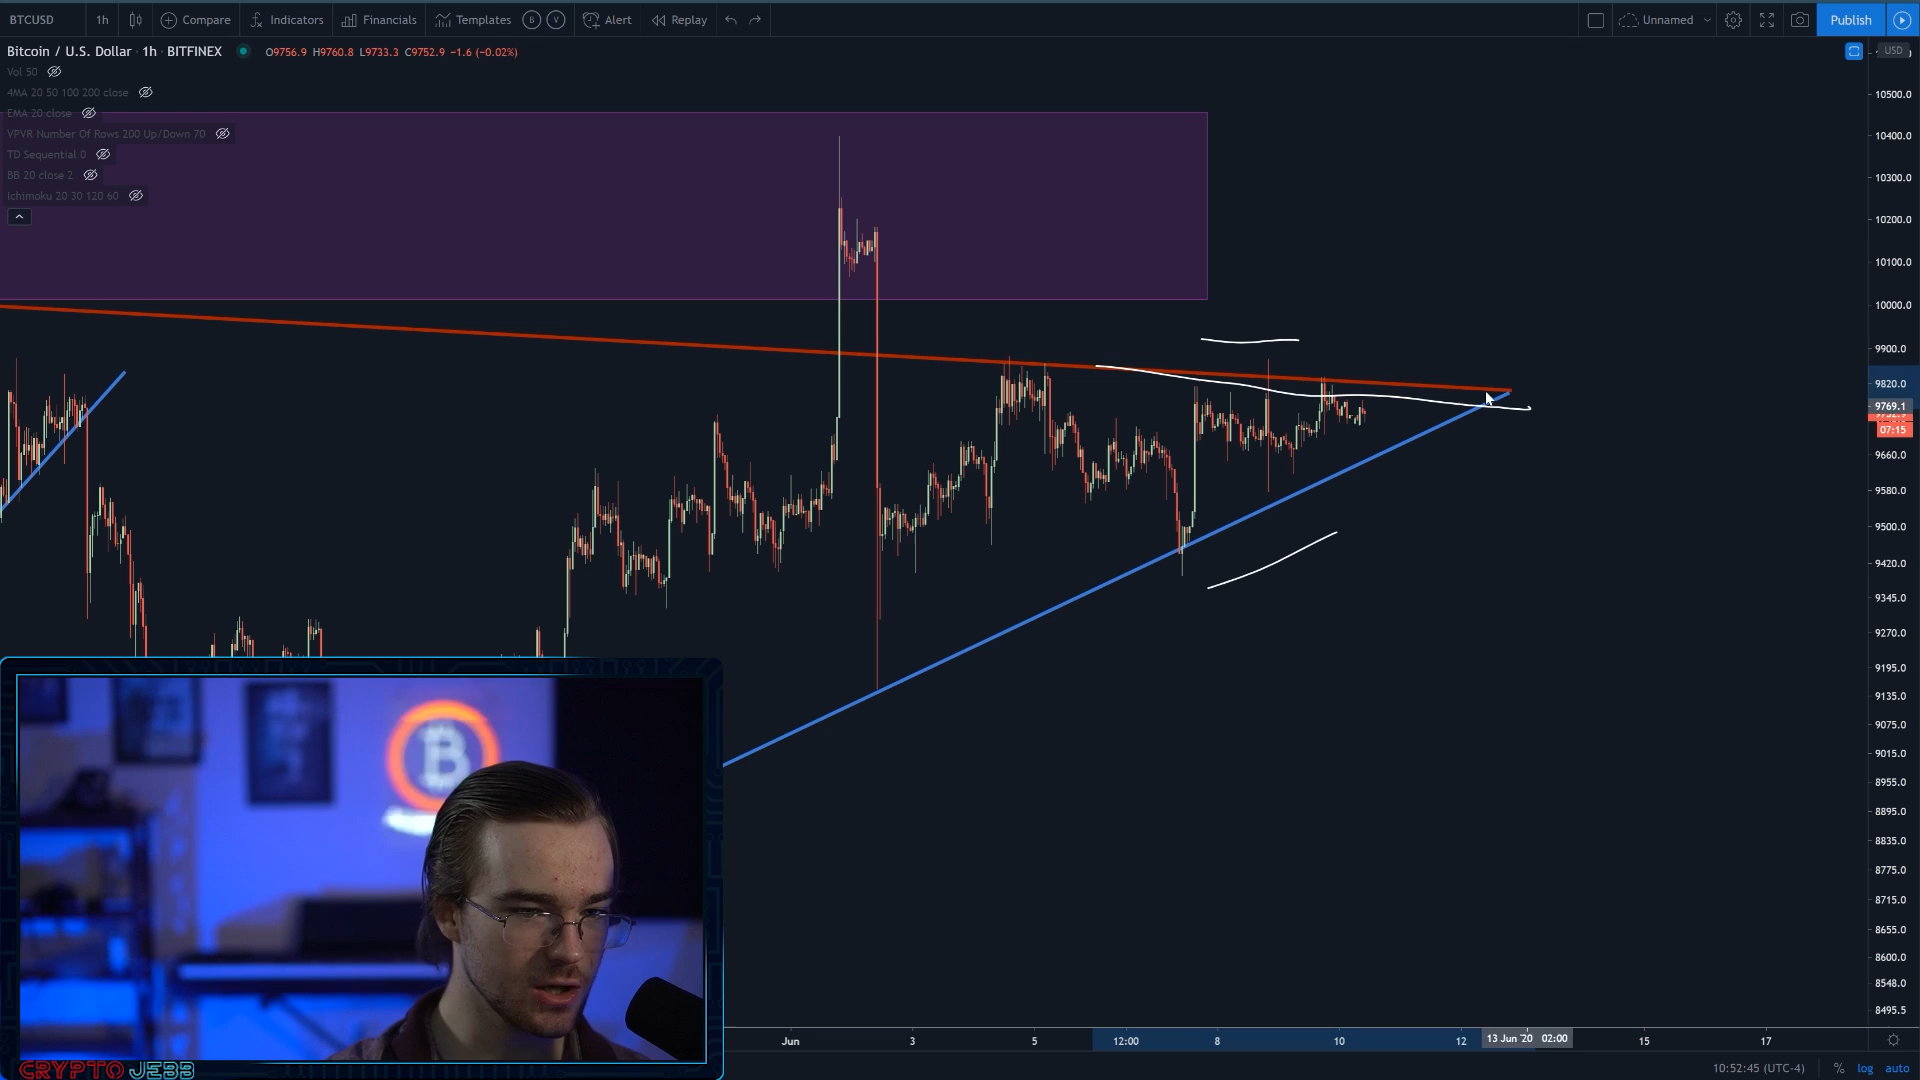 BTCUSD 1h Compare Indicators Financials Templates B V Alert Replay Unnamed Publish
Bitcoin / U.S. Dollar · 1h · BITFINEX O9756.9 H9760.8 L9733.3 C9752.9 −1.6 (−0.02%) USD
Vol 50
4MA 20 50 100 200 close
EMA 20 close
VPVR Number Of Rows 200 Up/Down 70
TD Sequential 0
BB 20 close 2
Ichimoku 20 30 120 60
10500.0
10400.0
10300.0
10200.0
10100.0
10000.0
9900.0
9820.0
9769.1
07:15
9660.0
9580.0
9500.0
9420.0
9345.0
9270.0
9195.0
9135.0
9075.0
9015.0
8955.0
8895.0
8835.0
8775.0
8715.0
8655.0
8600.0
8548.0
8495.5
Jun 3 5 12:00 8 10 12 13 Jun '20 02:00 15 17
CRYPTO JEBB
10:52:45 (UTC-4) % log auto